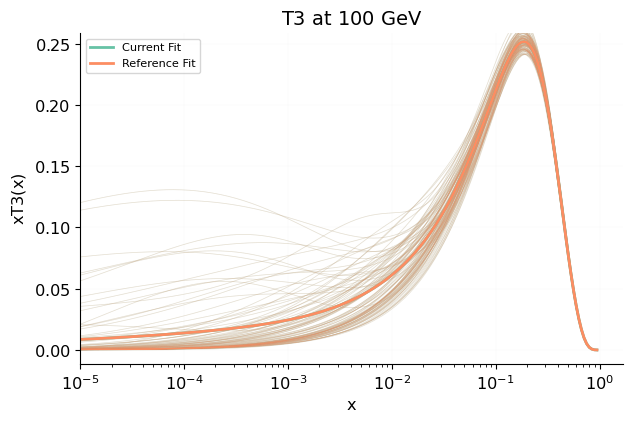 T3 at 100 GeV
Current Fit
Reference Fit
0.25
0.20
0.15
0.10
0.05
0.00
xT3(x)
10⁻⁵ 10⁻⁴ 10⁻³ 10⁻² 10⁻¹ 10⁰
x